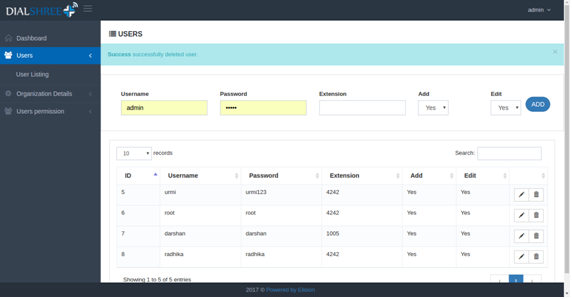 DIALSHREE
admin
Dashboard
Users
User Listing
Organization Details
Users permission
USERS
Success successfully deleted user.
×
Username Password Extension Add Edit
admin ••••• Yes Yes ADD
10 records Search:
ID Username Password Extension Add Edit
5 urmi urmi123 4242 Yes Yes
6 root root 4242 Yes Yes
7 darshan darshan 1005 Yes Yes
8 radhika radhika 4242 Yes Yes
Showing 1 to 5 of 5 entries
‹ 1 ›
2017 © Powered by Elision